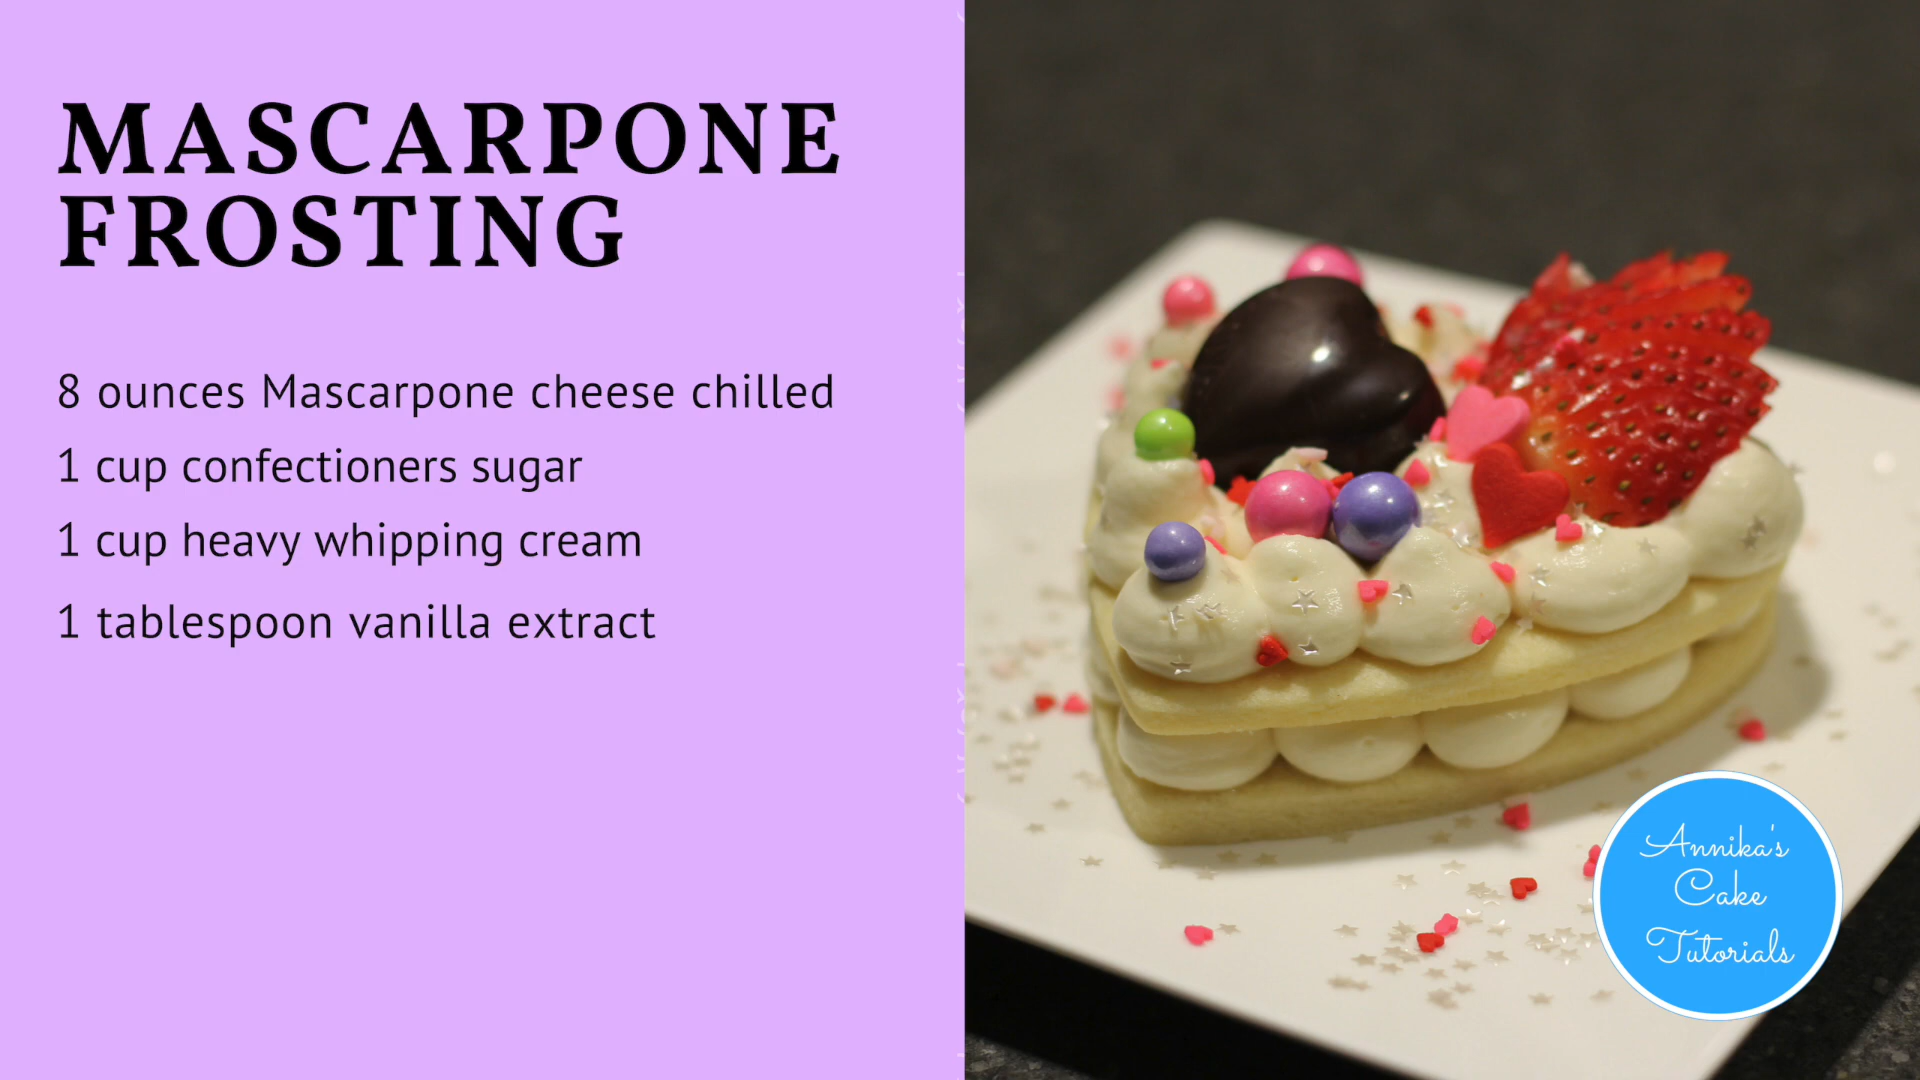 MASCARPONE
FROSTING
8 ounces Mascarpone cheese chilled
1 cup confectioners sugar
1 cup heavy whipping cream
1 tablespoon vanilla extract
Annika's
Cake
Tutorials